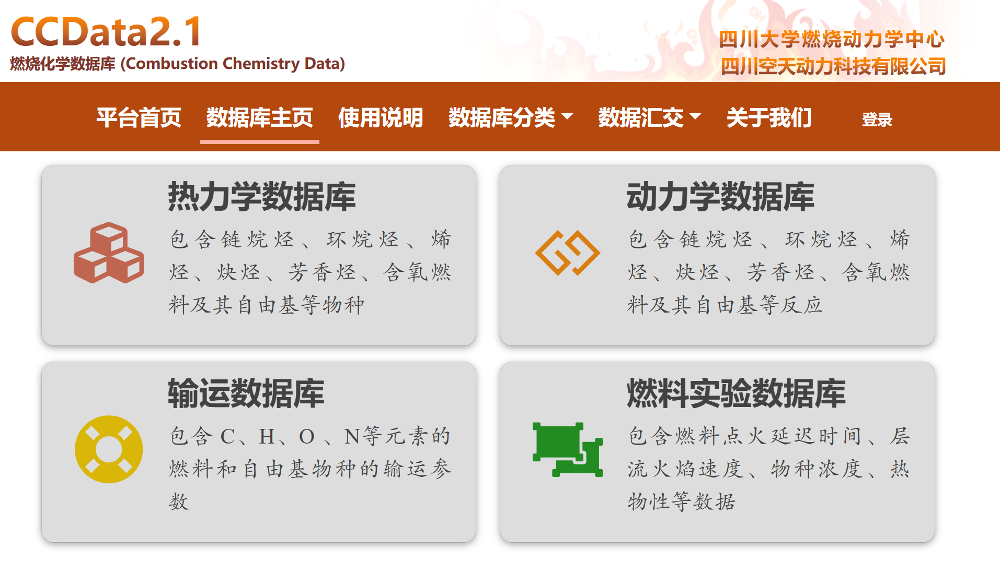 CCData2.1
燃烧化学数据库 (Combustion Chemistry Data)
四川大学燃烧动力学中心
四川空天动力科技有限公司
平台首页 数据库主页 使用说明 数据库分类 数据汇交 关于我们 登录
热力学数据库
包含链烷烃、环烷烃、烯
烃、炔烃、芳香烃、含氧燃
料及其自由基等物种
动力学数据库
包含链烷烃、环烷烃、烯
烃、炔烃、芳香烃、含氧燃
料及其自由基等反应
输运数据库
包含 C、H、O 、N等元素的
燃料和自由基物种的输运参
数
燃料实验数据库
包含燃料点火延迟时间、层
流火焰速度、物种浓度、热
物性等数据